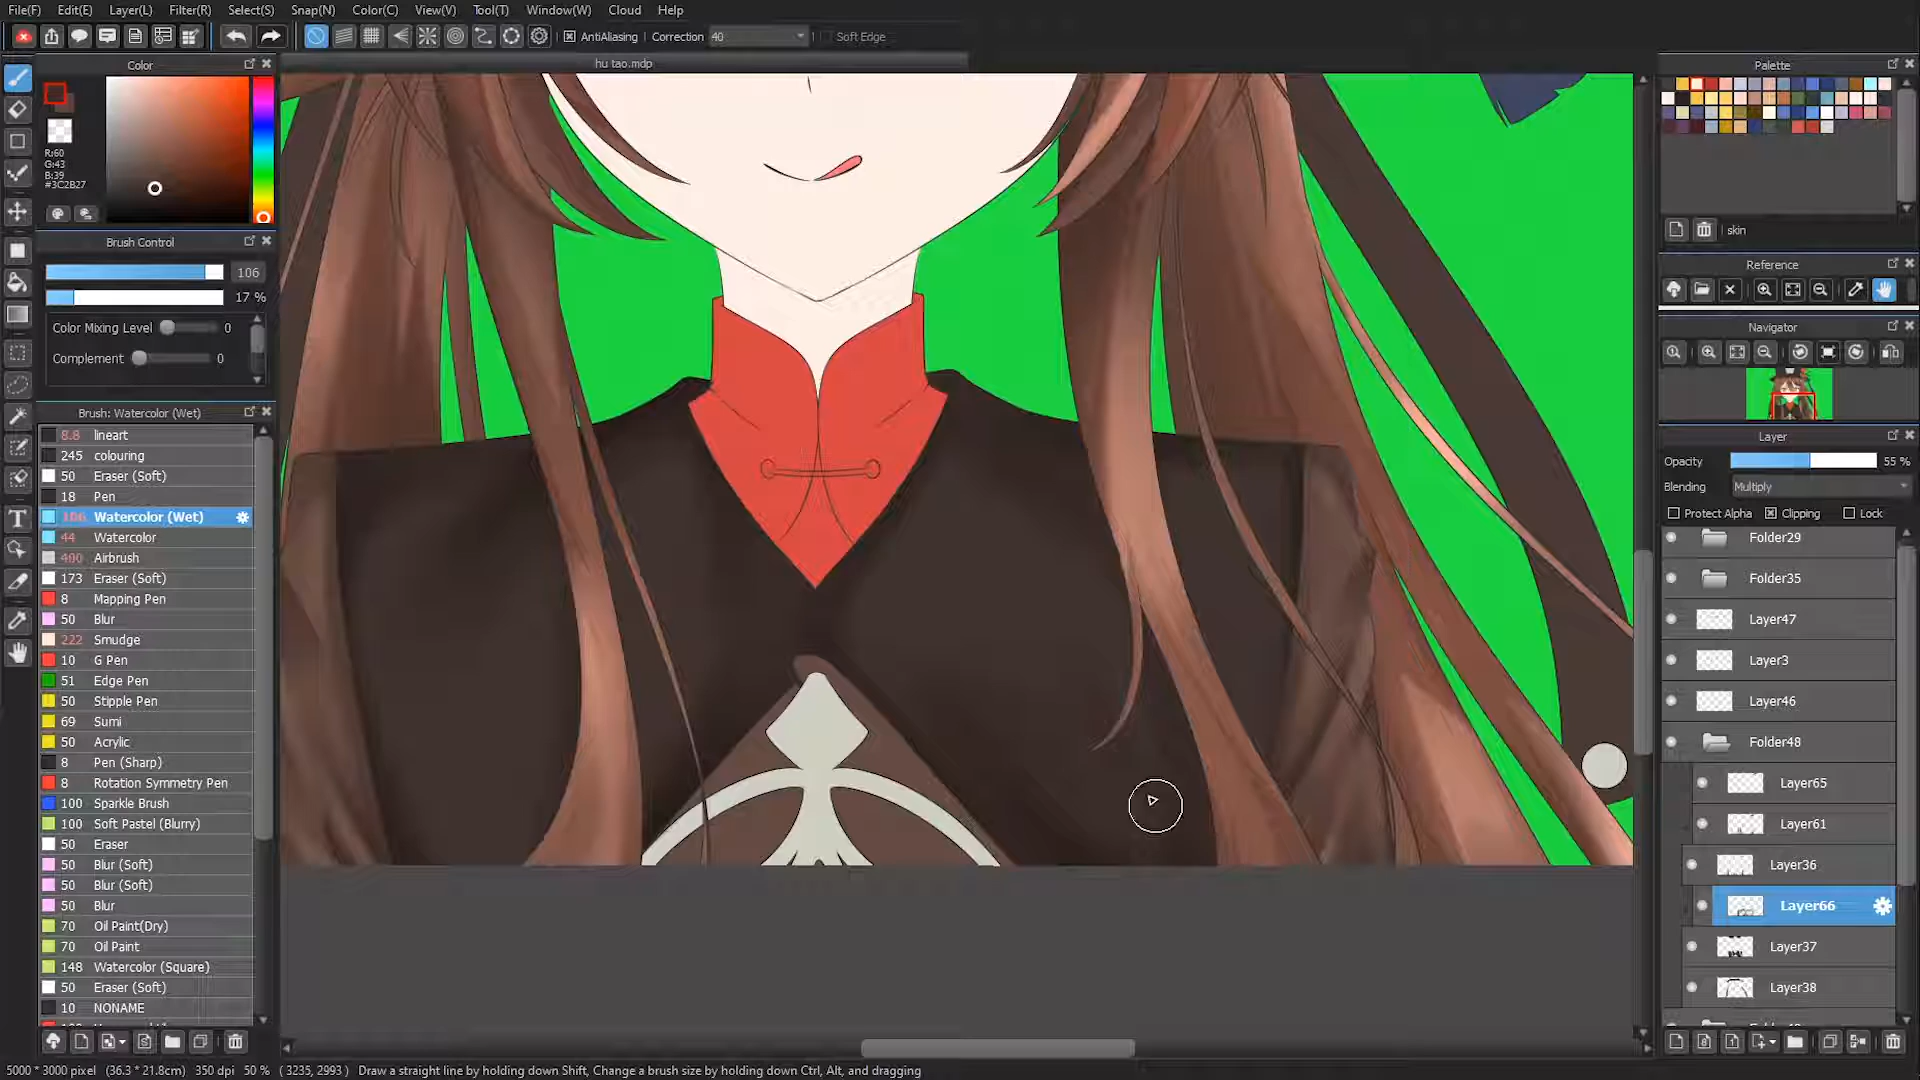 File(F) Edit(E) Layer(L) Filter(R) Select(S) Snap(N) Color(C) View(V) Tool(T) Window(W) Cloud Help
AntiAliasing Correction 40 Soft Edge
Color
hu tao.mdp
Palette
R:60
G:43
B:39
#3C2B27
skin
Brush Control
106
17 %
Color Mixing Level 0
Complement 0
Reference
Navigator
Brush: Watercolor (Wet)
8.8 lineart
245 colouring
50 Eraser (Soft)
18 Pen
106 Watercolor (Wet)
44 Watercolor
400 Airbrush
173 Eraser (Soft)
8 Mapping Pen
50 Blur
222 Smudge
10 G Pen
51 Edge Pen
50 Stipple Pen
69 Sumi
50 Acrylic
8 Pen (Sharp)
8 Rotation Symmetry Pen
100 Sparkle Brush
100 Soft Pastel (Blurry)
50 Eraser
50 Blur (Soft)
50 Blur (Soft)
50 Blur
70 Oil Paint(Dry)
70 Oil Paint
148 Watercolor (Square)
50 Eraser (Soft)
10 NONAME
Layer
Opacity 55 %
Blending Multiply
Protect Alpha Clipping Lock
Folder29
Folder35
Layer47
Layer3
Layer46
Folder48
Layer65
Layer61
Layer36
Layer66
Layer37
Layer38
5000 * 3000 pixel (36.3 * 21.8cm) 350 dpi 50 % ( 3235, 2993 ) Draw a straight line by holding down Shift, Change a brush size by holding down Ctrl, Alt, and dragging